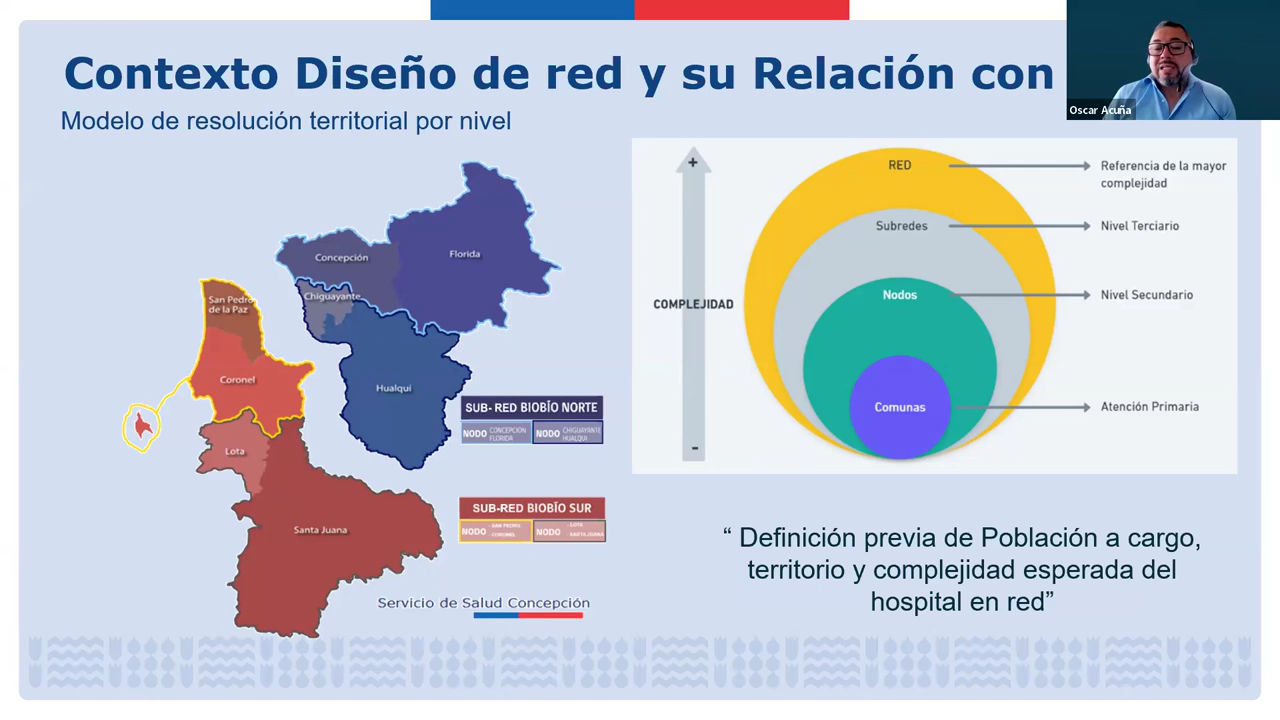 Contexto Diseño de red y su Relación con
Oscar Acuña
Modelo de resolución territorial por nivel
Florida
Concepción
Chiguayante
San Pedro
de la Paz
Coronel
Hualqui
Lota
Santa Juana
SUB- RED BIOBÍO NORTE
NODO CONCEPCIÓN
FLORIDA
NODO CHIGUAYANTE
HUALQUI
SUB-RED BIOBÍO SUR
NODO - SAN PEDRO
CORONEL
NODO - LOTA
- SANTA JUANA
Servicio de Salud Concepción
+
COMPLEJIDAD
-
RED
Referencia de la mayor
complejidad
Subredes
Nivel Terciario
Nodos
Nivel Secundario
Comunas
Atención Primaria
“ Definición previa de Población a cargo,
territorio y complejidad esperada del
hospital en red”